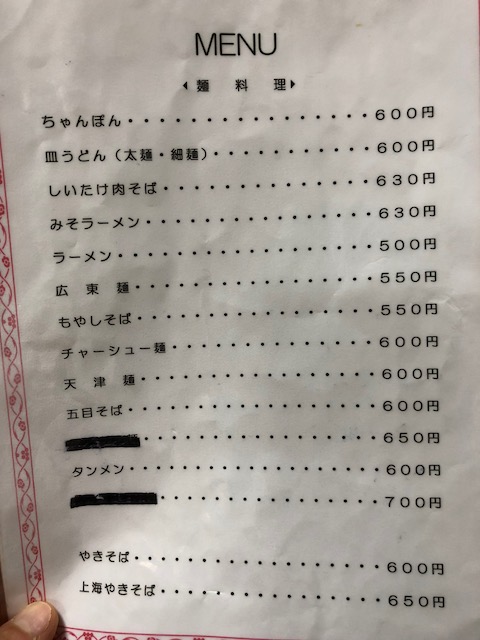 MENU
◀麺 料 理▶
ちゃんぽん・・・・・・・・・・・・・・・・600円
皿うどん（太麺・細麺）・・・・・・・・・・・600円
しいたけ肉そば・・・・・・・・・・・・・・630円
みそラーメン・・・・・・・・・・・・・・・630円
ラーメン・・・・・・・・・・・・・・・・・500円
広 東 麺・・・・・・・・・・・・・・・・550円
もやしそば・・・・・・・・・・・・・・・・550円
チャーシュー麺・・・・・・・・・・・・・・600円
天 津 麺・・・・・・・・・・・・・・・・600円
五目そば・・・・・・・・・・・・・・・・・600円
麺・・・・・・・・・・・・・・・・650円
タンメン・・・・・・・・・・・・・・・・・600円
・・・・・・・・・・・・・・・700円
やきそば・・・・・・・・・・・・・・・・・600円
上海やきそば・・・・・・・・・・・・・・・650円